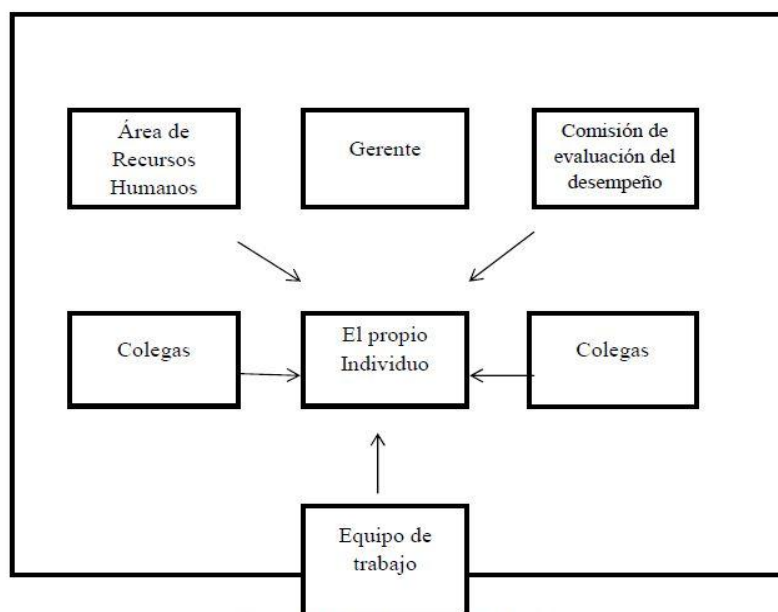 Área de
Recursos
Humanos
Gerente
Comisión de
evaluación del
desempeño
Colegas
El propio
Individuo
Colegas
Equipo de
trabajo